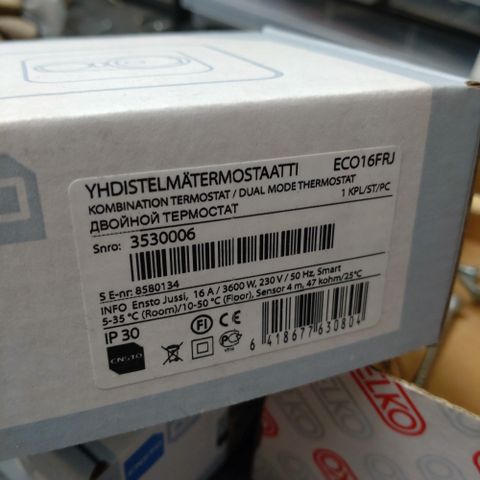 YHDISTELMÄTERMOSTAATTI ECO16FRJ
KOMBINATION TERMOSTAT / DUAL MODE THERMOSTAT
ДВОЙНОЙ ТЕРМОСТАТ 1 KPL/ST/PC
Snro: 3530006
S E-nr: 8580134
INFO Ensto Jussi, 16 A / 3600 W, 230 V / 50 Hz, Smart
5-35 °C (Room)/10-50 °C (Floor), Sensor 4 m, 47 kohm/25°C
IP 30
FI CE
ENSTO
6 418677 630804
ELKO